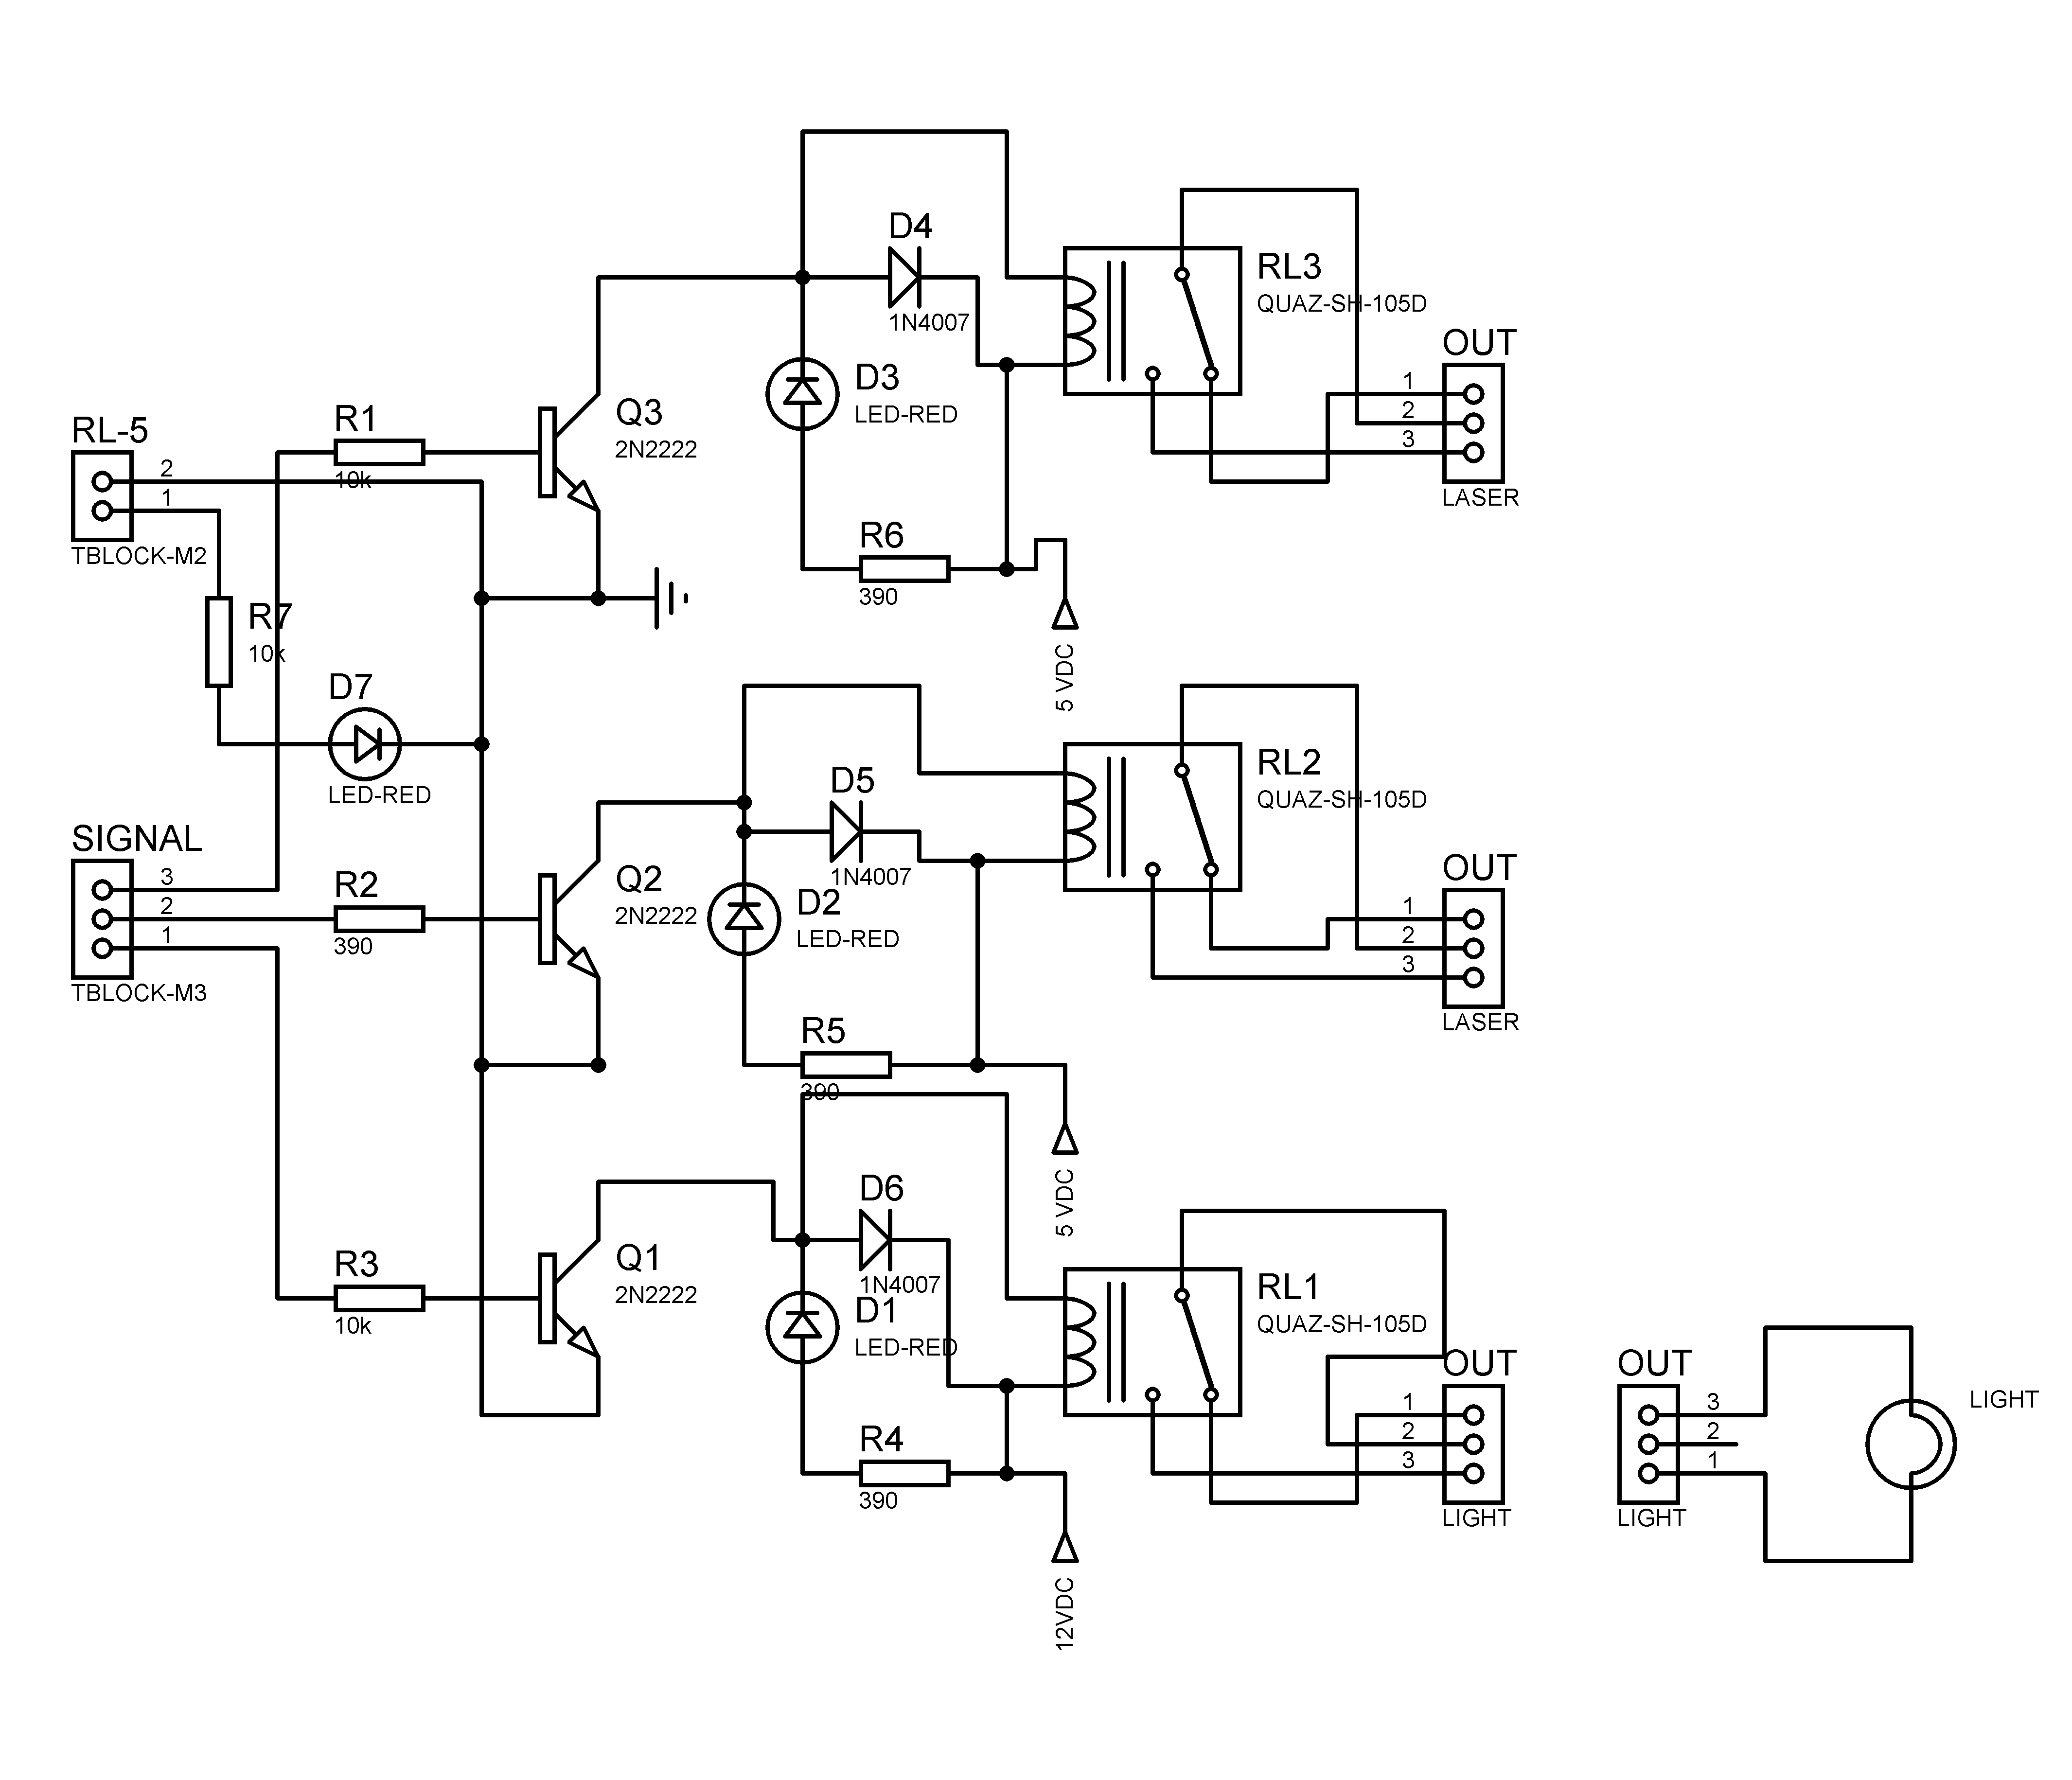 D4
1N4007
RL3
QUAZ-SH-105D
OUT
1
2
3
LASER
D3
LED-RED
R1
10k
Q3
2N2222
RL-5
2
1
TBLOCK-M2
R6
390
5 VDC
R7
10k
D7
LED-RED
D5
1N4007
RL2
QUAZ-SH-105D
SIGNAL
3
2
1
TBLOCK-M3
R2
390
Q2
2N2222
D2
LED-RED
OUT
1
2
3
LASER
R5
390
5 VDC
D6
1N4007
D1
LED-RED
R3
10k
Q1
2N2222
RL1
QUAZ-SH-105D
OUT
1
2
3
LIGHT
OUT
3
2
1
LIGHT
LIGHT
R4
390
12VDC